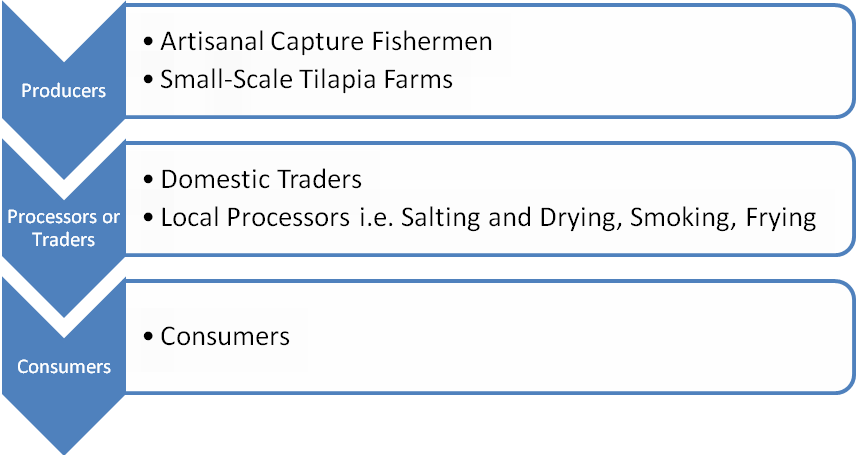 Producers
• Artisanal Capture Fishermen
• Small-Scale Tilapia Farms
Processors or
Traders
• Domestic Traders
• Local Processors i.e. Salting and Drying, Smoking, Frying
Consumers
• Consumers